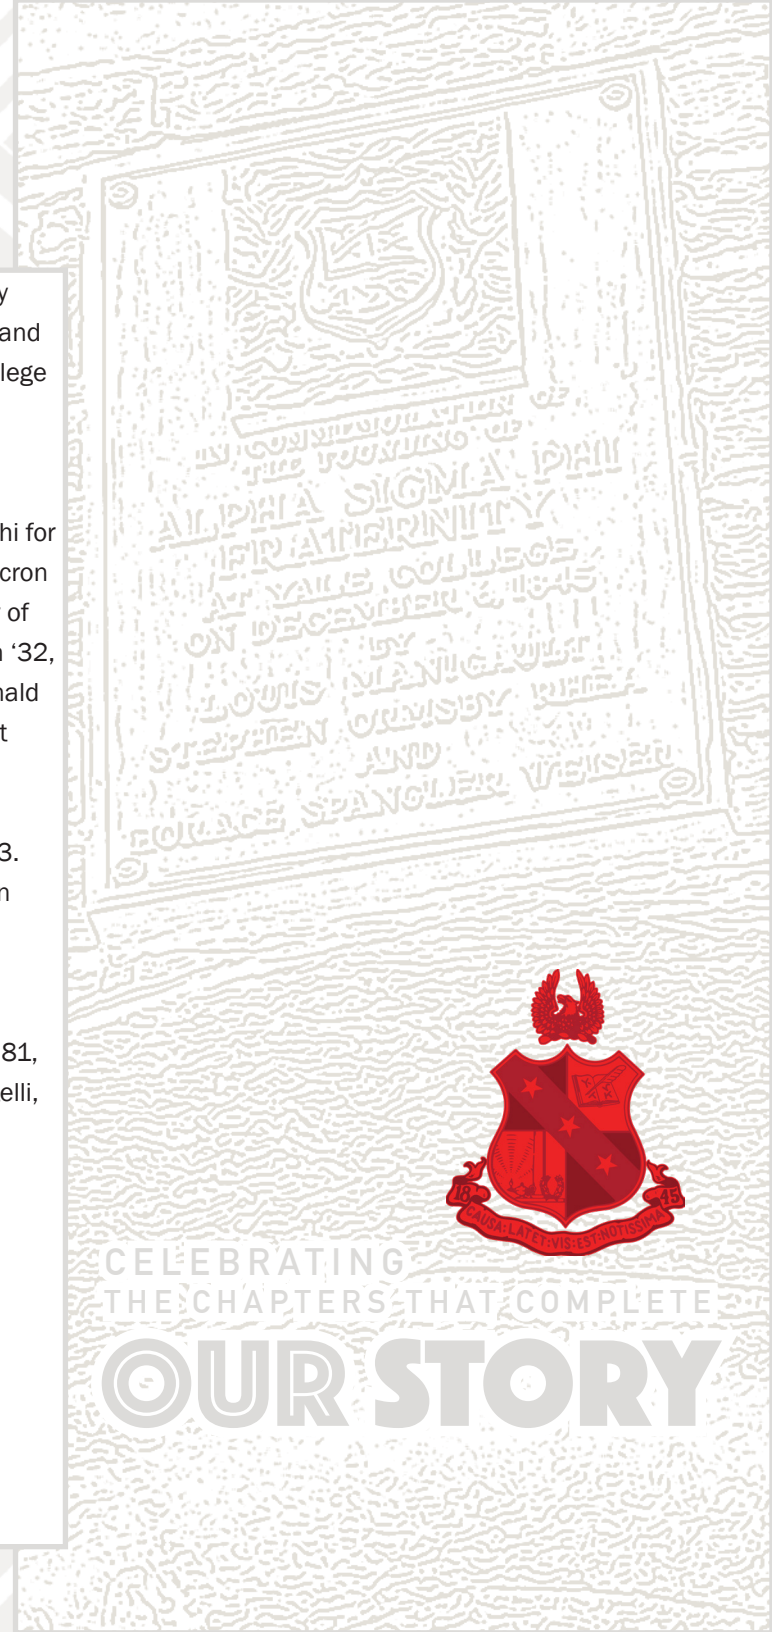 y
and
lege
hi for
cron
of
‘32,
nald
t
3.
n
81,
elli,
IN COMMEMORATION OF
THE FOUNDING OF
ALPHA SIGMA PHI
FRATERNITY
AT YALE COLLEGE
ON DECEMBER 6, 1845
BY
LOUIS MANIGAULT
STEPHEN ORMSBY RHEA
AND
HORACE SPANGLER WEISER
18 45
CAUSA:LATET:VIS:EST:NOTISSIMA
CELEBRATING
THE CHAPTERS THAT COMPLETE
OUR STORY